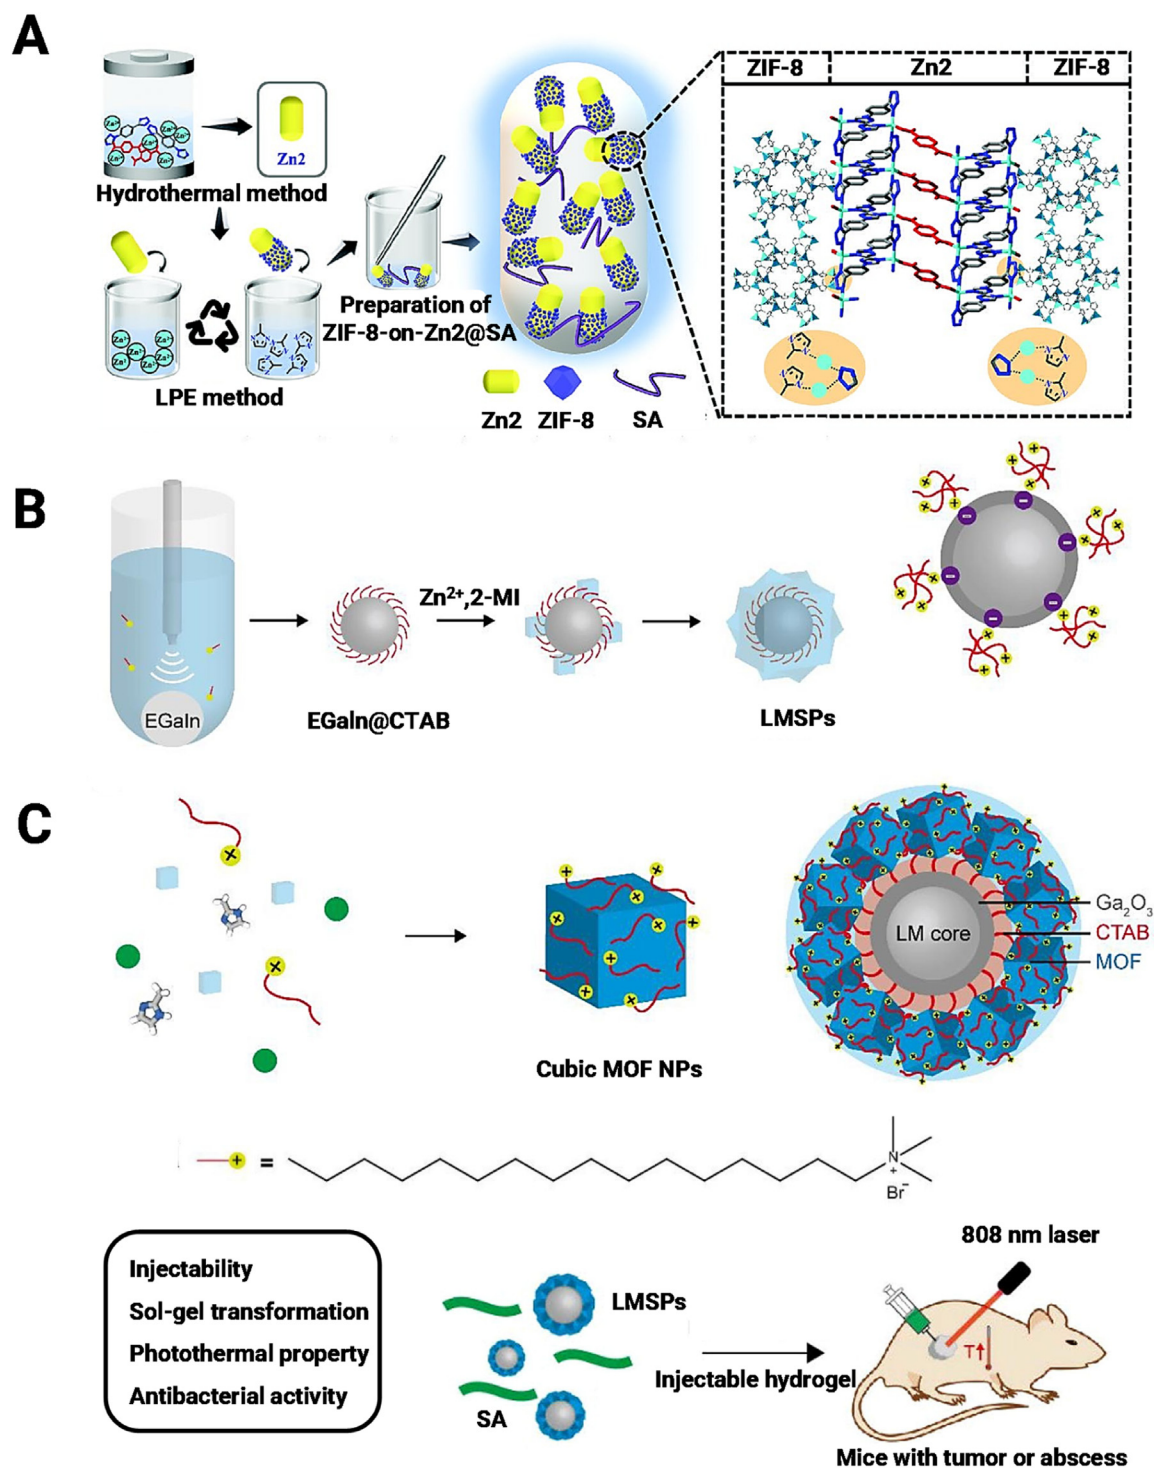 A
ZIF-8
Zn2
ZIF-8
Zn2
Hydrothermal method
Preparation of
ZIF-8-on-Zn2@SA
LPE method
Zn2
ZIF-8
SA
B
Zn²⁺,2-MI
EGaIn
EGaIn@CTAB
LMSPs
C
Ga₂O₃
LM core
CTAB
MOF
Cubic MOF NPs
+ =
N
+
Br⁻
808 nm laser
Injectability
Sol-gel transformation
Photothermal property
Antibacterial activity
LMSPs
T↑
Injectable hydrogel
SA
Mice with tumor or abscess